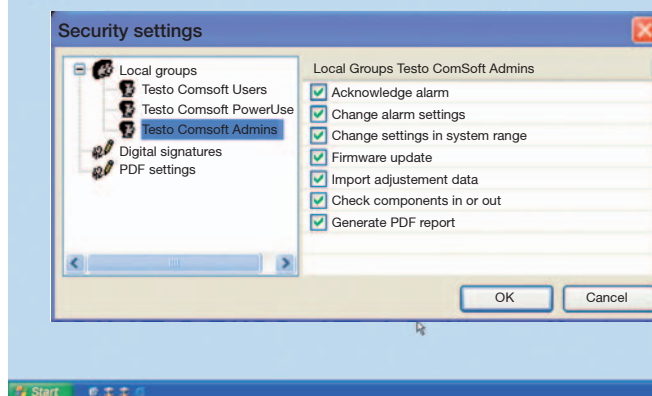 Security settings
Local groups
Testo Comsoft Users
Testo Comsoft PowerUse
Testo Comsoft Admins
Digital signatures
PDF settings
Local Groups Testo ComSoft Admins
Acknowledge alarm
Change alarm settings
Change settings in system range
Firmware update
Import adjustement data
Check components in or out
Generate PDF report
OK
Cancel
Start